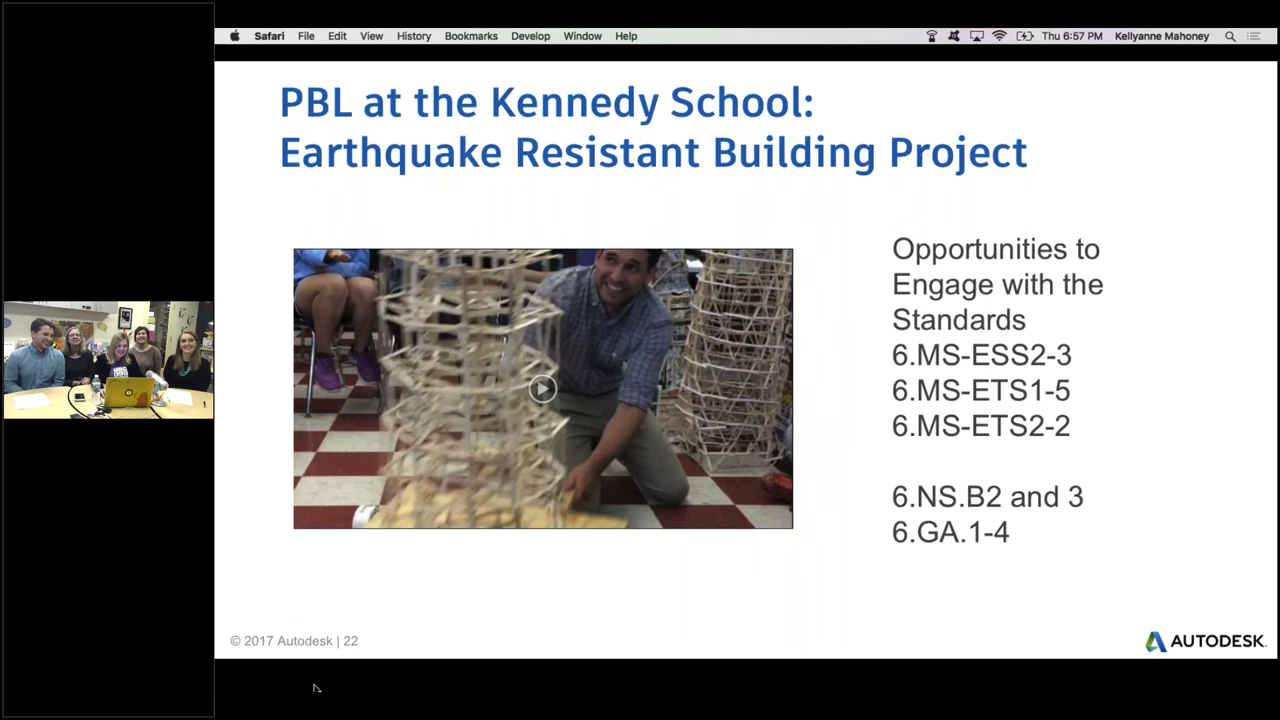 Safari File Edit View History Bookmarks Develop Window Help Thu 6:57 PM Kellyanne Mahoney
PBL at the Kennedy School:
Earthquake Resistant Building Project
Opportunities to
Engage with the
Standards
6.MS-ESS2-3
6.MS-ETS1-5
6.MS-ETS2-2
6.NS.B2 and 3
6.GA.1-4
© 2017 Autodesk | 22
AUTODESK.